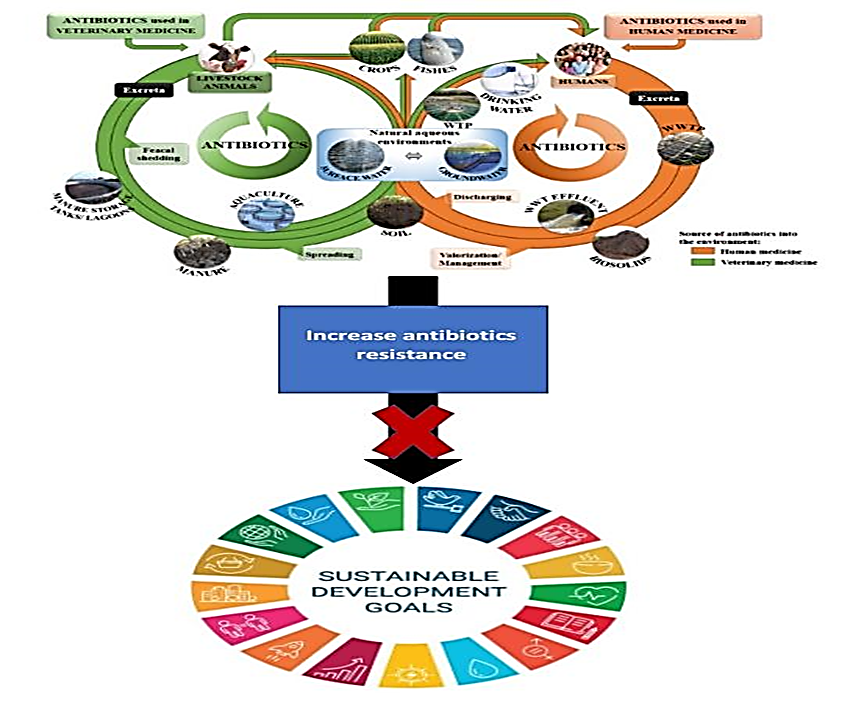 ANTIBIOTICS used in
VETERINARY MEDICINE
ANTIBIOTICS used in
HUMAN MEDICINE
CROPS
FISHES
LIVESTOCK
ANIMALS
HUMANS
Excreta
Excreta
DRINKING
WATER
WTP
WWTP
Natural aqueous
environments
ANTIBIOTICS
ANTIBIOTICS
Feacal
shedding
SURFACE WATER
GROUNDWATER
MANURE STORAGE
TANKS/ LAGOONS
AQUACULTURE
SOIL
Discharging
WWT EFFLUENT
MANURE
Spreading
Valorization/
Management
BIOSOLIDS
Source of antibiotics into
the environment:
Human medicine
Veterinary medicine
Increase antibiotics
resistance
SUSTAINABLE
DEVELOPMENT
GOALS